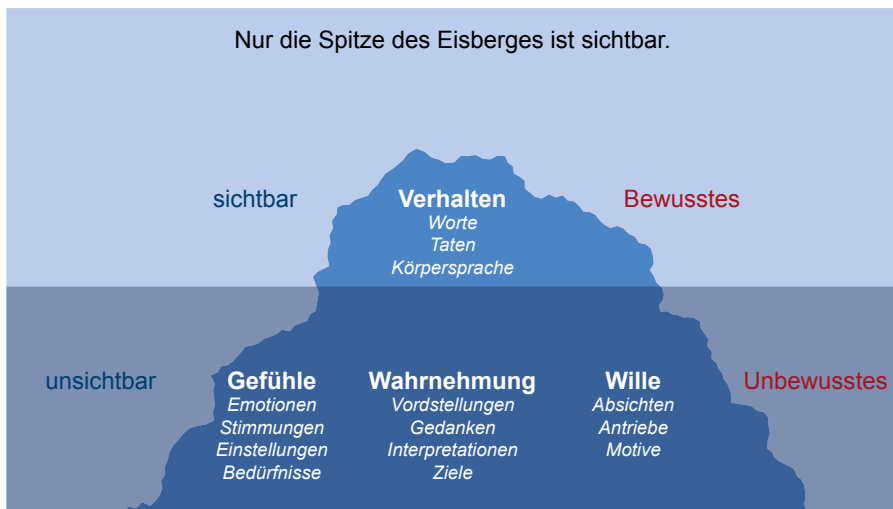 Nur die Spitze des Eisberges ist sichtbar.
sichtbar
Verhalten
Bewusstes
Worte
Taten
Körpersprache
unsichtbar
Gefühle
Wahrnehmung
Wille
Unbewusstes
Emotionen
Vordstellungen
Absichten
Stimmungen
Gedanken
Antriebe
Einstellungen
Interpretationen
Motive
Bedürfnisse
Ziele